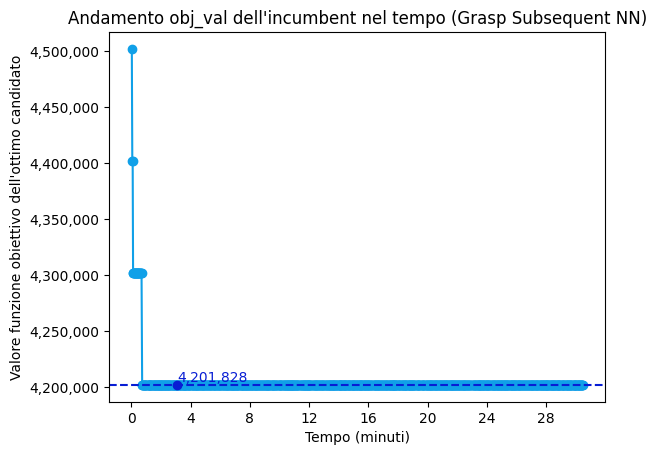 Andamento obj_val dell'incumbent nel tempo (Grasp Subsequent NN)
Valore funzione obiettivo dell'ottimo candidato
4,500,000
4,450,000
4,400,000
4,350,000
4,300,000
4,250,000
4,200,000
4,201,828
0 4 8 12 16 20 24 28
Tempo (minuti)